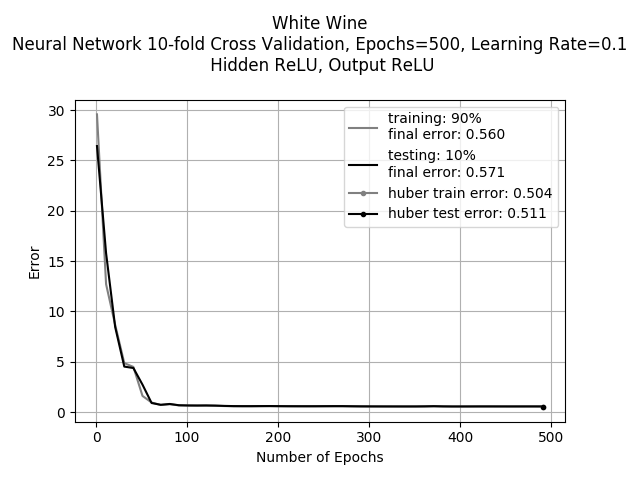 White Wine
Neural Network 10-fold Cross Validation, Epochs=500, Learning Rate=0.1
Hidden ReLU, Output ReLU
training: 90%
final error: 0.560
testing: 10%
final error: 0.571
huber train error: 0.504
huber test error: 0.511
Error
30
25
20
15
10
5
0
0 100 200 300 400 500
Number of Epochs